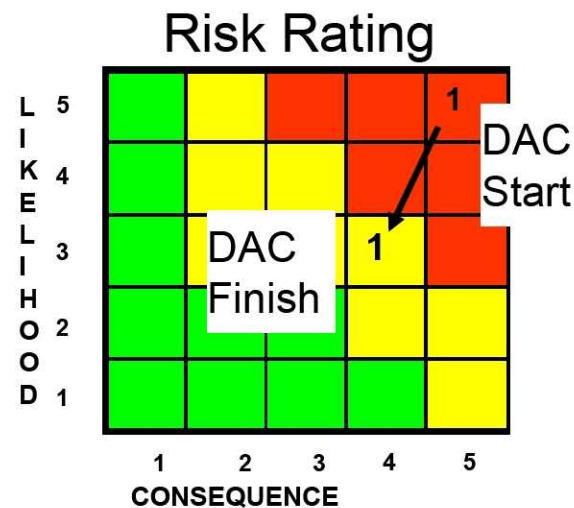 Risk Rating
LIKELIHOOD
5
4
3
2
1
1
DAC
Start
1
DAC
Finish
1 2 3 4 5
CONSEQUENCE